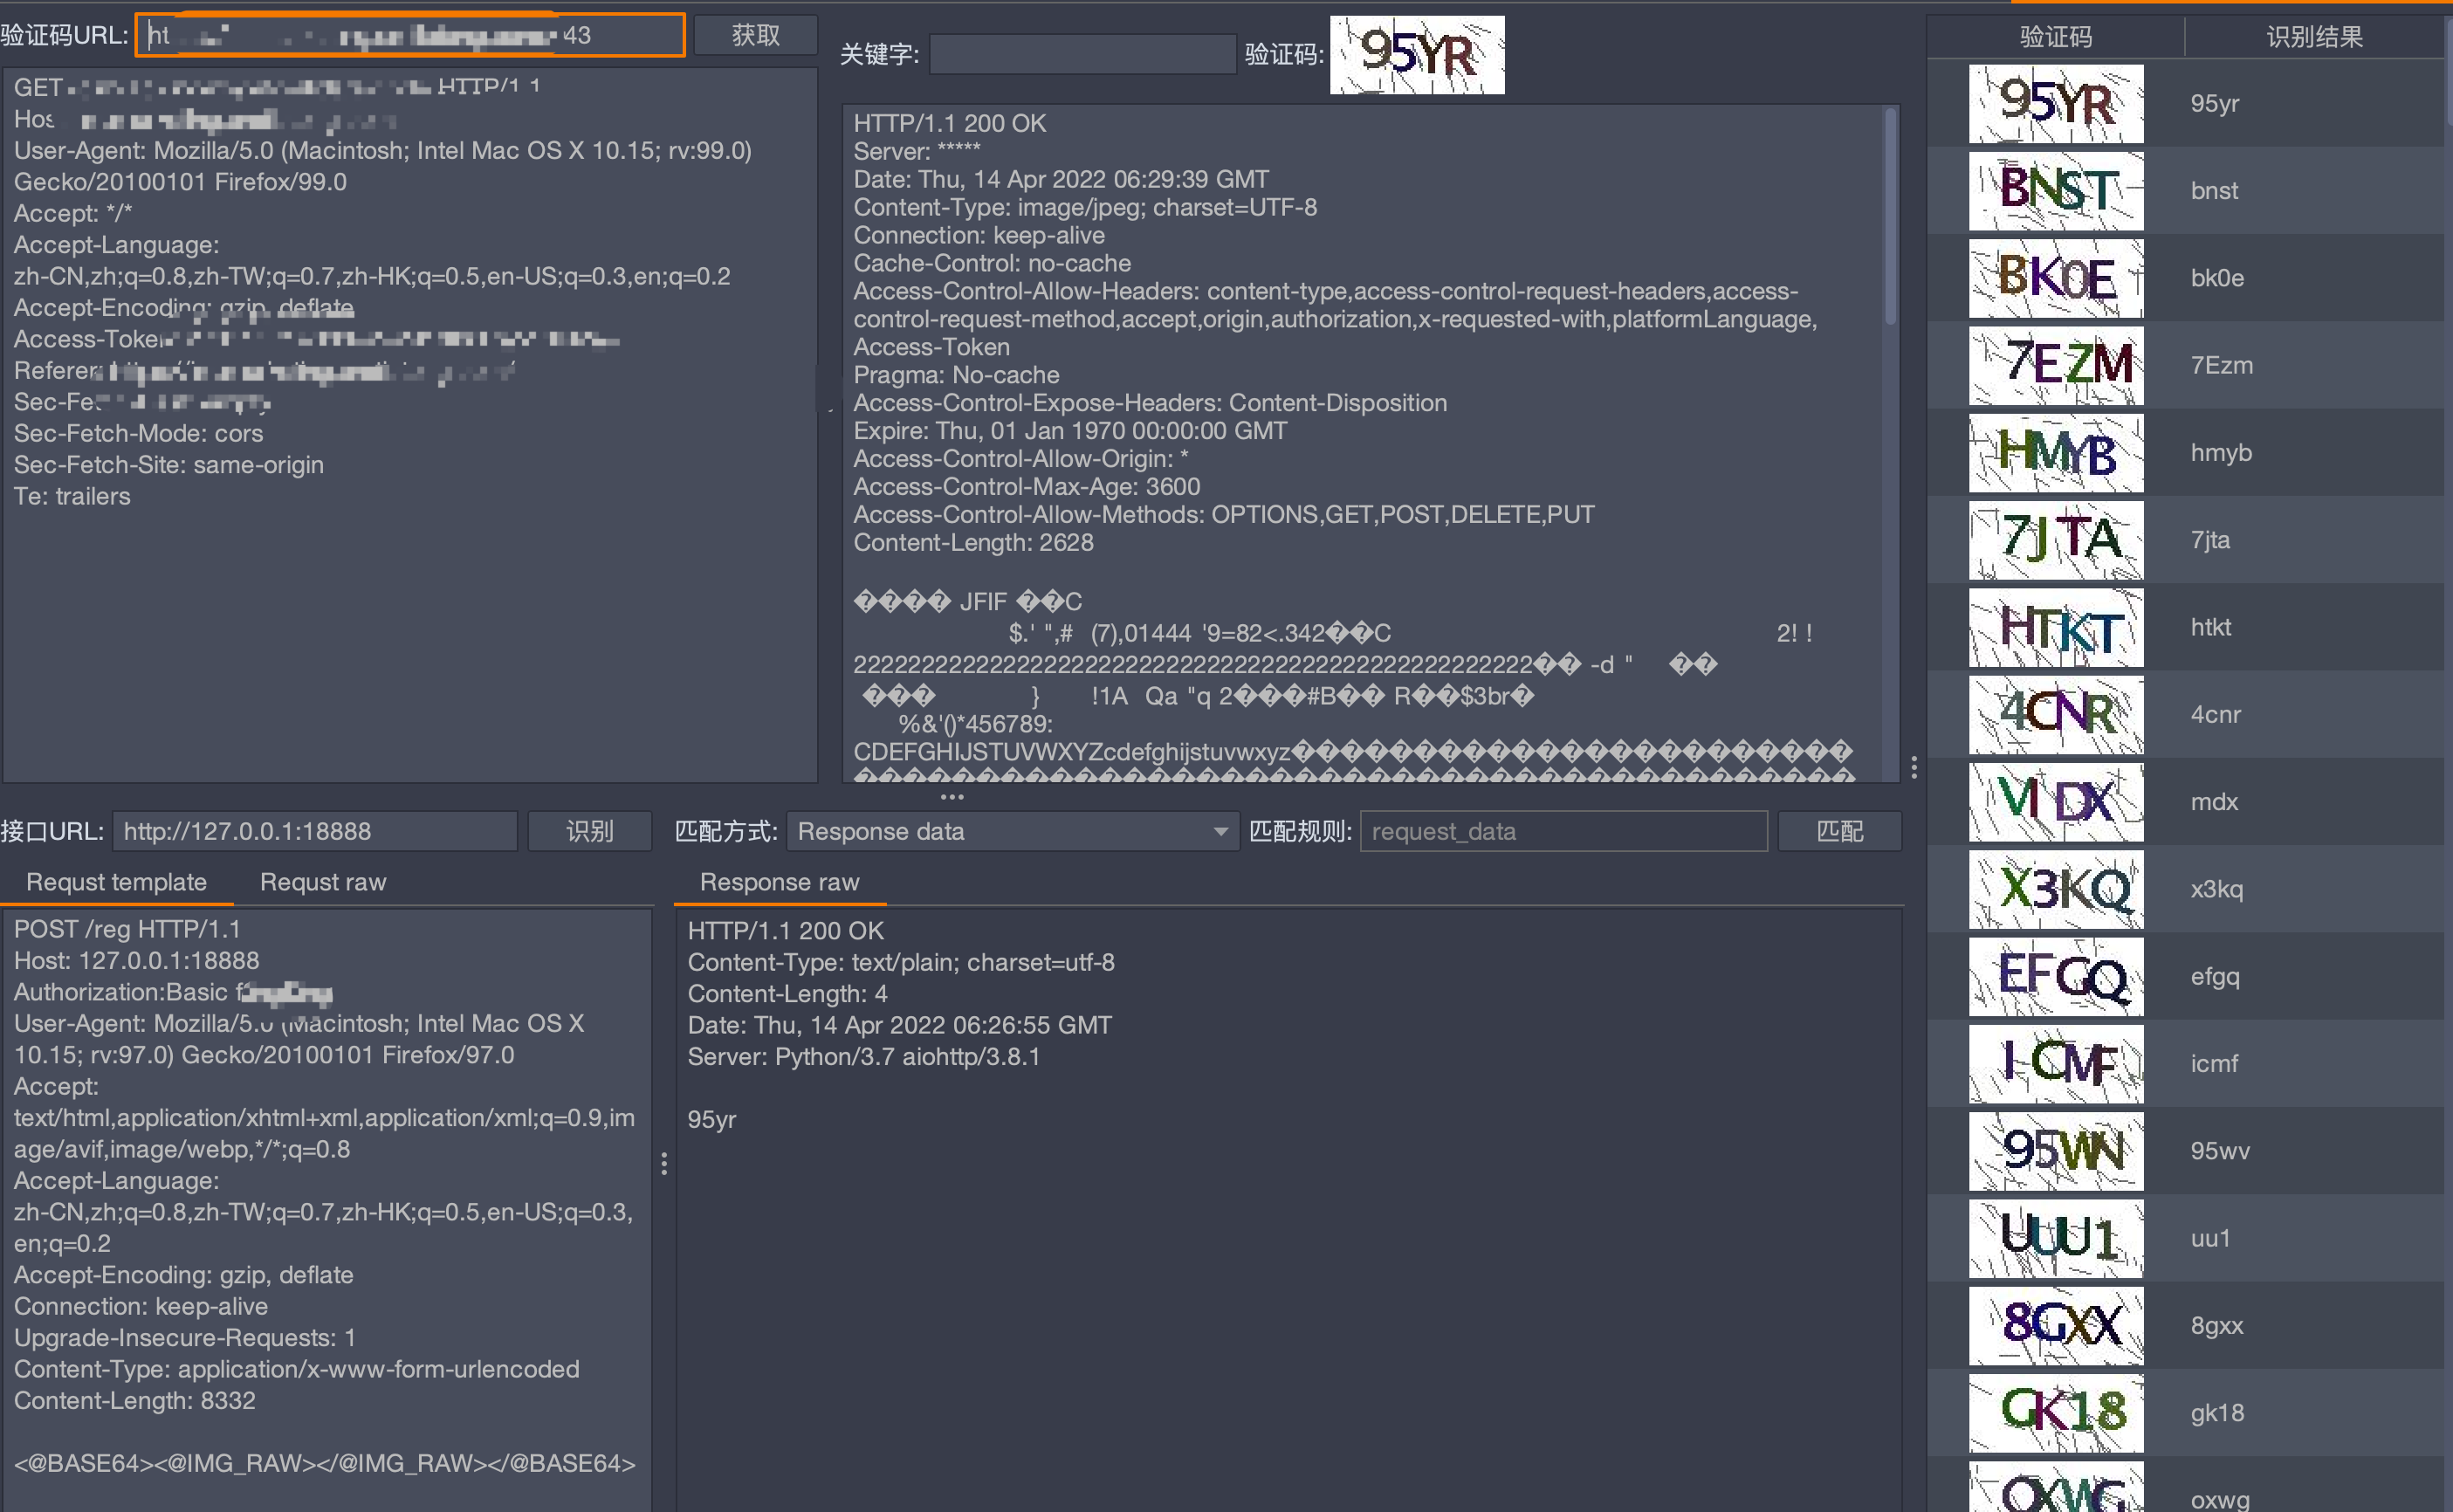 验证码URL:
ht
43
获取
GET HTTP/1.1
User-Agent: Mozilla/5.0 (Macintosh; Intel Mac OS X 10.15; rv:99.0)
Gecko/20100101 Firefox/99.0
Accept: */*
Accept-Language:
zh-CN,zh;q=0.8,zh-TW;q=0.7,zh-HK;q=0.5,en-US;q=0.3,en;q=0.2
Accept-Encoding: gzip, deflate
Access-Token
Referer:
Sec-Fe
Sec-Fetch-Mode: cors
Sec-Fetch-Site: same-origin
Te: trailers
关键字:
验证码:
95YR
HTTP/1.1 200 OK
Server: *****
Date: Thu, 14 Apr 2022 06:29:39 GMT
Content-Type: image/jpeg; charset=UTF-8
Connection: keep-alive
Cache-Control: no-cache
Access-Control-Allow-Headers: content-type,access-control-request-headers,access-
control-request-method,accept,origin,authorization,x-requested-with,platformLanguage,
Access-Token
Pragma: No-cache
Access-Control-Expose-Headers: Content-Disposition
Expire: Thu, 01 Jan 1970 00:00:00 GMT
Access-Control-Allow-Origin: *
Access-Control-Max-Age: 3600
Access-Control-Allow-Methods: OPTIONS,GET,POST,DELETE,PUT
Content-Length: 2628
���� JFIF ��C
$.' ",# (7),01444 '9=82<.342��C 2! !
�� -d " ��
��� } !1A Qa "q 2���#B�� R��$3br�
%&'()*456789:
CDEFGHIJSTUVWXYZcdefghijstuvwxyz
接口URL:
http://127.0.0.1:18888
识别
匹配方式:
Response data
匹配规则:
request_data
匹配
Requst template
Requst raw
POST /reg HTTP/1.1
Host: 127.0.0.1:18888
Authorization:Basic
User-Agent: Mozilla/5.0 (Macintosh; Intel Mac OS X
10.15; rv:97.0) Gecko/20100101 Firefox/97.0
Accept:
text/html,application/xhtml+xml,application/xml;q=0.9,im
age/avif,image/webp,*/*;q=0.8
Accept-Language:
zh-CN,zh;q=0.8,zh-TW;q=0.7,zh-HK;q=0.5,en-US;q=0.3,
en;q=0.2
Accept-Encoding: gzip, deflate
Connection: keep-alive
Upgrade-Insecure-Requests: 1
Content-Type: application/x-www-form-urlencoded
Content-Length: 8332
<@BASE64><@IMG_RAW></@IMG_RAW></@BASE64>
Response raw
HTTP/1.1 200 OK
Content-Type: text/plain; charset=utf-8
Content-Length: 4
Date: Thu, 14 Apr 2022 06:26:55 GMT
Server: Python/3.7 aiohttp/3.8.1
95yr
验证码 识别结果
95YR 95yr
BNST bnst
BK0E bk0e
7EZM 7Ezm
HMYB hmyb
7JTA 7jta
HTKT htkt
4CNR 4cnr
VIDX mdx
X3KQ x3kq
EFGQ efgq
ICMF icmf
95WN 95wv
UUU1 uu1
8GXX 8gxx
GK18 gk18
OXWG oxwg